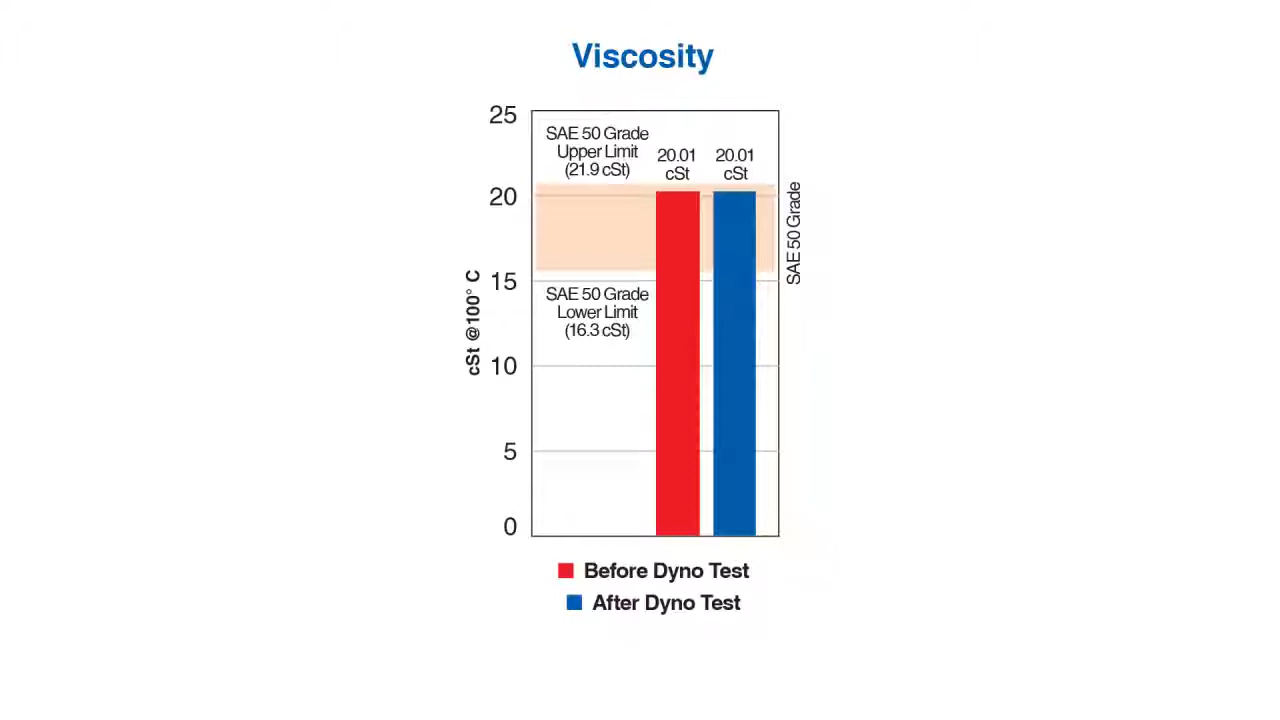 Viscosity
25
SAE 50 Grade
Upper Limit
(21.9 cSt)
20.01
cSt
20.01
cSt
20
SAE 50 Grade
15
cSt @100° C
SAE 50 Grade
Lower Limit
(16.3 cSt)
10
5
0
Before Dyno Test
After Dyno Test